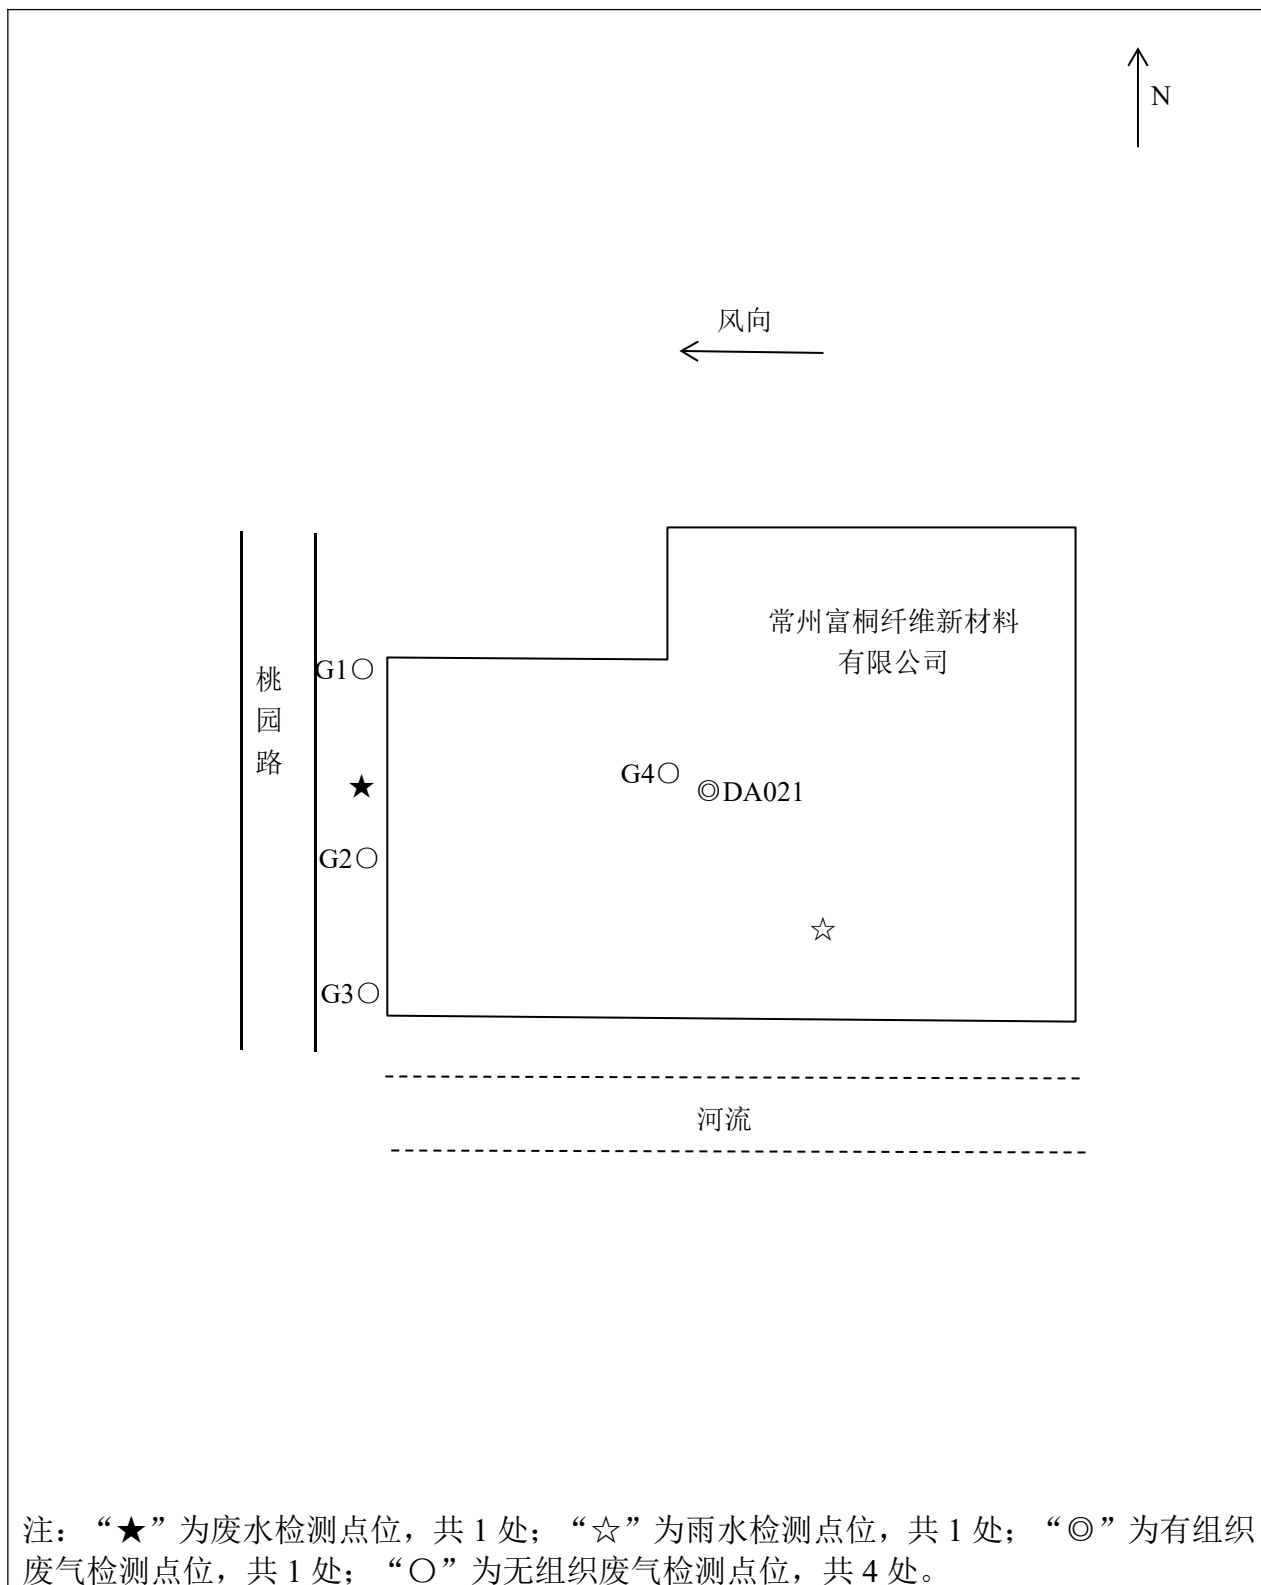 N
风向
常州富桐纤维新材料
有限公司
桃园路
G1○
G4○
◎DA021
★
G2○
☆
G3○
河流
注：“★”为废水检测点位，共 1 处；“☆”为雨水检测点位，共 1 处；“◎”为有组织
废气检测点位，共 1 处；“○”为无组织废气检测点位，共 4 处。